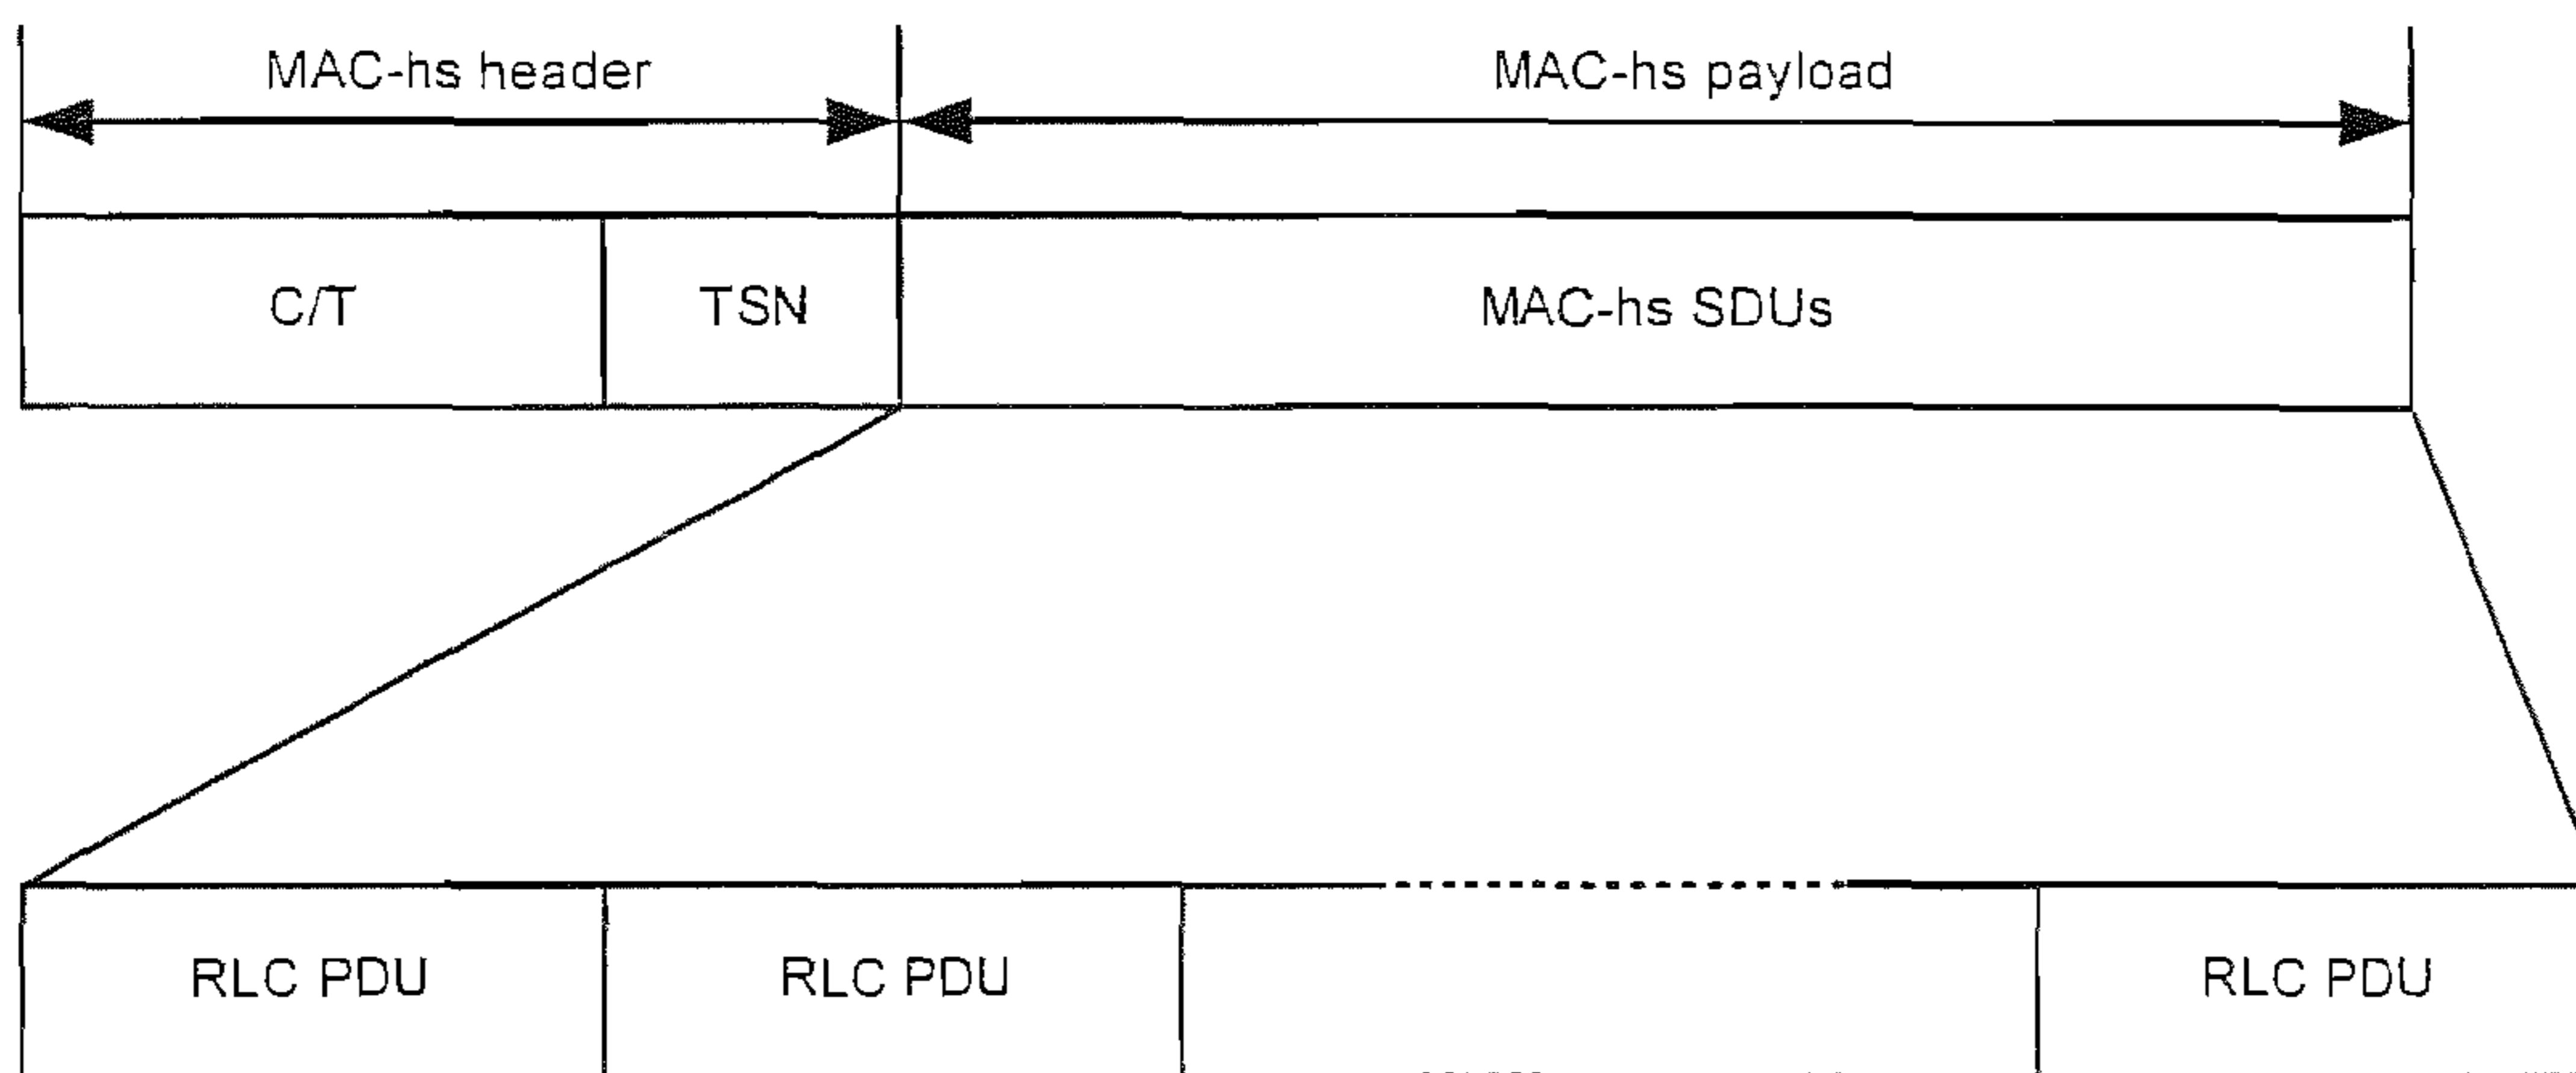 MAC-hs header MAC-hs payload
C/T TSN MAC-hs SDUs
RLC PDU RLC PDU RLC PDU